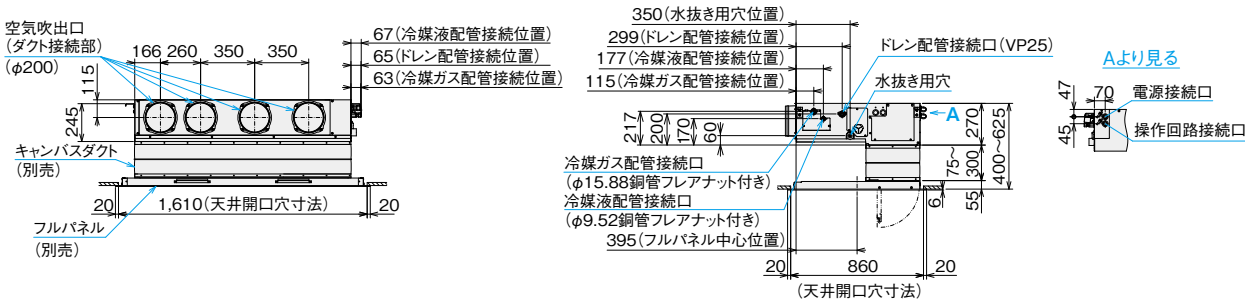 空気吹出口
(ダクト接続部)
(φ200)
166 260 350 350
67(冷媒液配管接続位置)
65(ドレン配管接続位置)
63(冷媒ガス配管接続位置)
115
245
キャンバスダクト
(別売)
20
1,610(天井開口穴寸法)
20
フルパネル
(別売)
350(水抜き用穴位置)
299(ドレン配管接続位置)
177(冷媒液配管接続位置)
115(冷媒ガス配管接続位置)
ドレン配管接続口(VP25)
水抜き用穴
A
217
200
170
60
270
75~300
400~625
55
6
冷媒ガス配管接続口
(φ15.88銅管フレアナット付き)
冷媒液配管接続口
(φ9.52銅管フレアナット付き)
395(フルパネル中心位置)
20 860 20
(天井開口穴寸法)
Aより見る
47
70
45
電源接続口
操作回路接続口